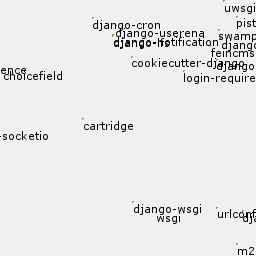 uwsgi
pist
django-cron
django-userena
swamp
django-notification
django
feincms
cookiecutter-django
django
ence
choicefield
login-require
cartridge
-socketio
django-wsgi
urlconf
wsgi
m2